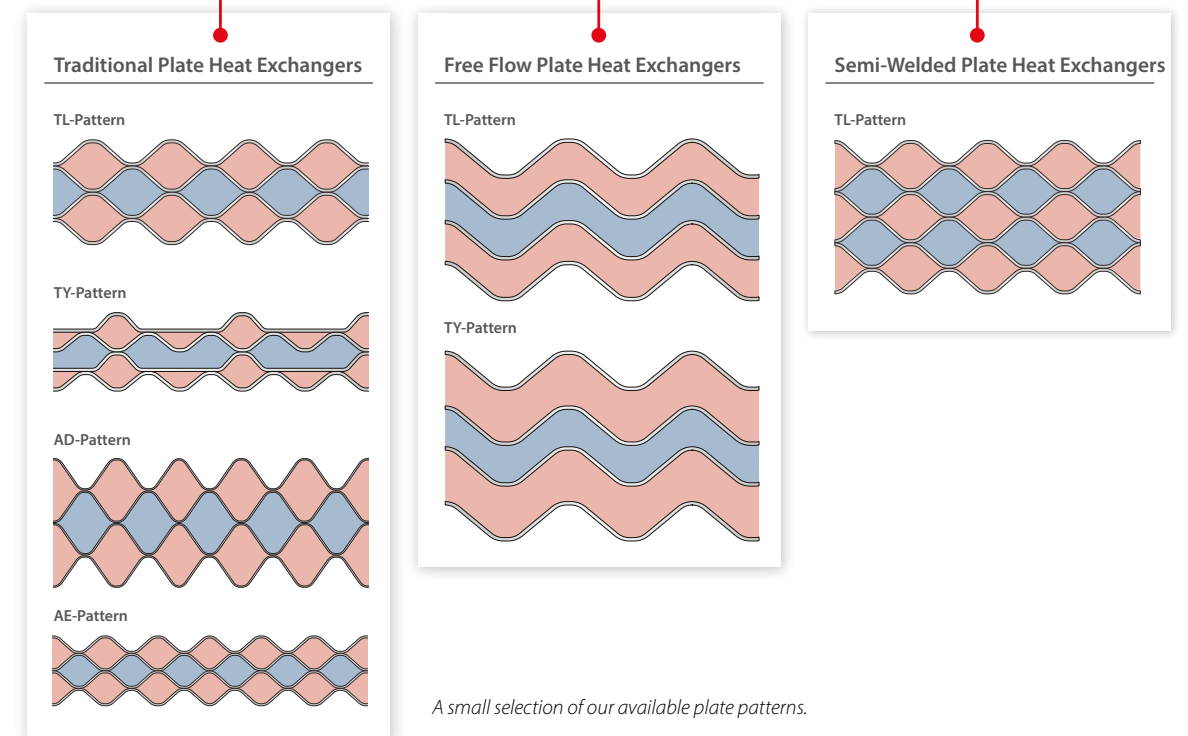 Traditional Plate Heat Exchangers
TL-Pattern
TY-Pattern
AD-Pattern
AE-Pattern
Free Flow Plate Heat Exchangers
TL-Pattern
TY-Pattern
Semi-Welded Plate Heat Exchangers
TL-Pattern
A small selection of our available plate patterns.